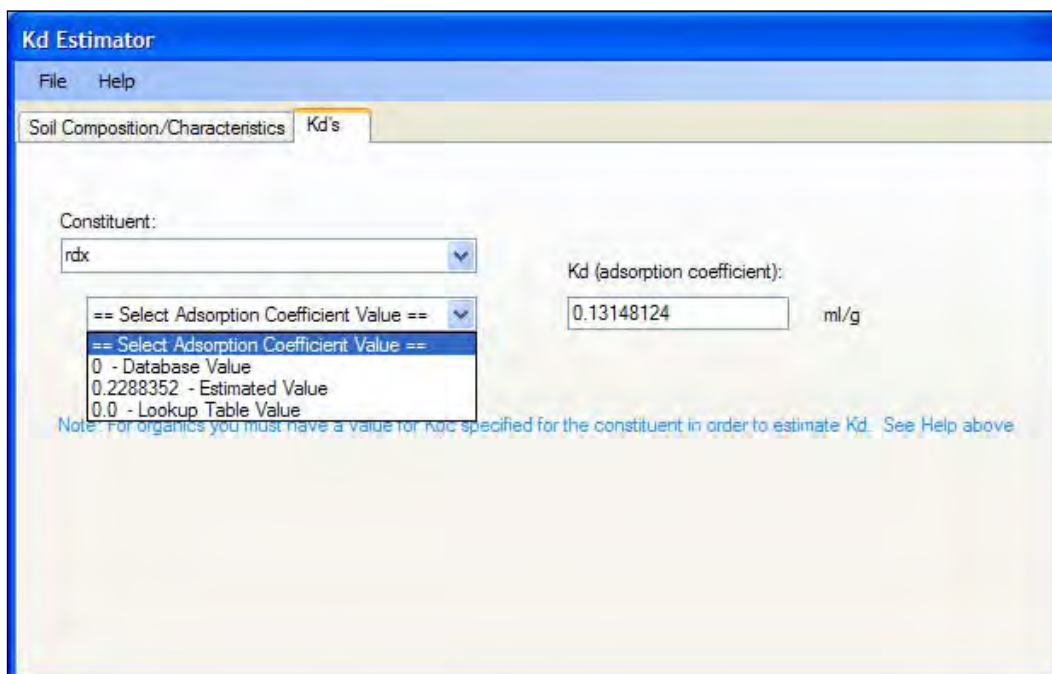 Kd Estimator
File Help
Soil Composition/Characteristics Kd's
Constituent:
rdx
Kd (adsorption coefficient):
== Select Adsorption Coefficient Value ==
0.13148124 ml/g
== Select Adsorption Coefficient Value ==
0 - Database Value
0.2288352 - Estimated Value
0.0 - Lookup Table Value
Note: For organics you must have a value for Koc specified for the constituent in order to estimate Kd. See Help above